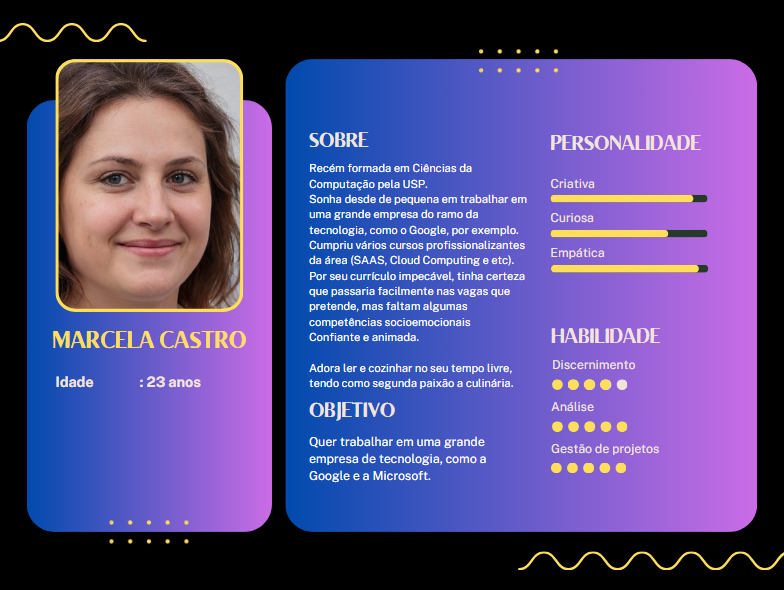 MARCELA CASTRO
Idade : 23 anos
SOBRE
Recém formada em Ciências da
Computação pela USP.
Sonha desde de pequena em trabalhar em
uma grande empresa do ramo da
tecnologia, como o Google, por exemplo.
Cumpriu vários cursos profissionalizantes
da área (SAAS, Cloud Computing e etc).
Por seu currículo impecável, tinha certeza
que passaria facilmente nas vagas que
pretende, mas faltam algumas
competências socioemocionais
Confiante e animada.
Adora ler e cozinhar no seu tempo livre,
tendo como segunda paixão a culinária.
OBJETIVO
Quer trabalhar em uma grande
empresa de tecnologia, como a
Google e a Microsoft.
PERSONALIDADE
Criativa
Curiosa
Empática
HABILIDADE
Discernimento
Análise
Gestão de projetos